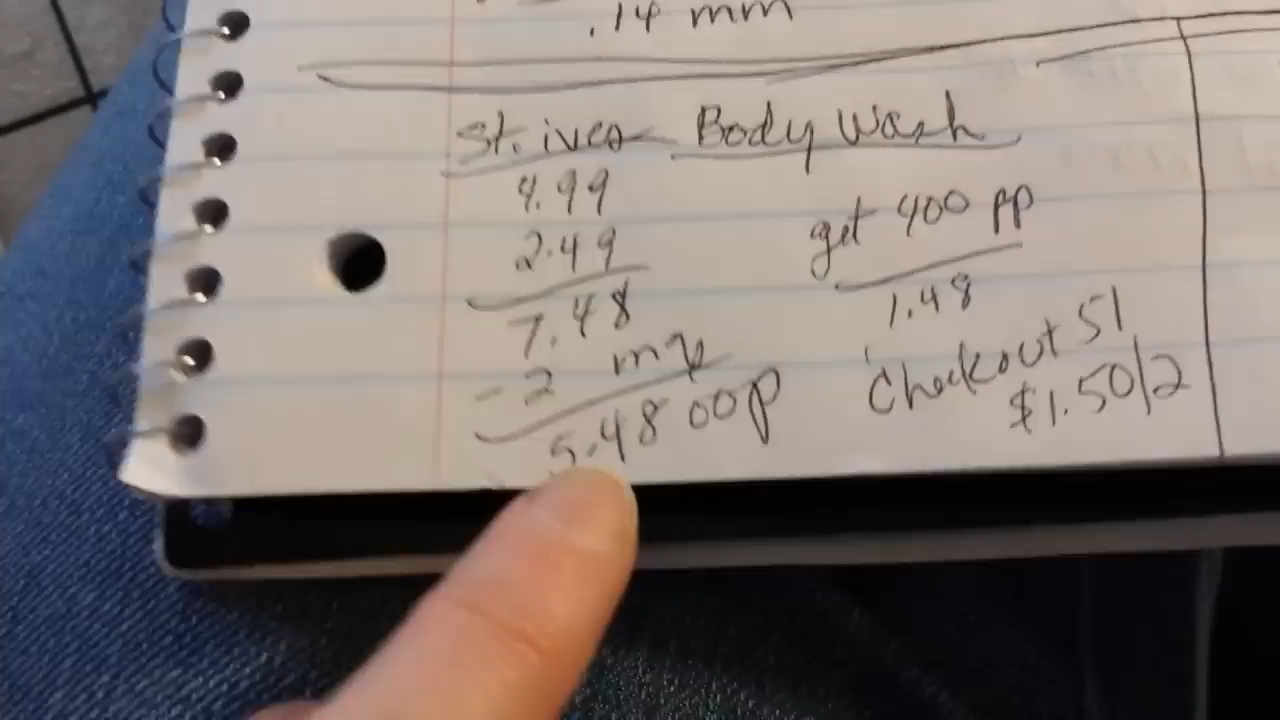 .14 mm
St. ives Body Wash
4.99
2.49
7.48
- 2 mq
5.48 OOP
get 400 pp
1.48
Checkout 51
$1.50/2